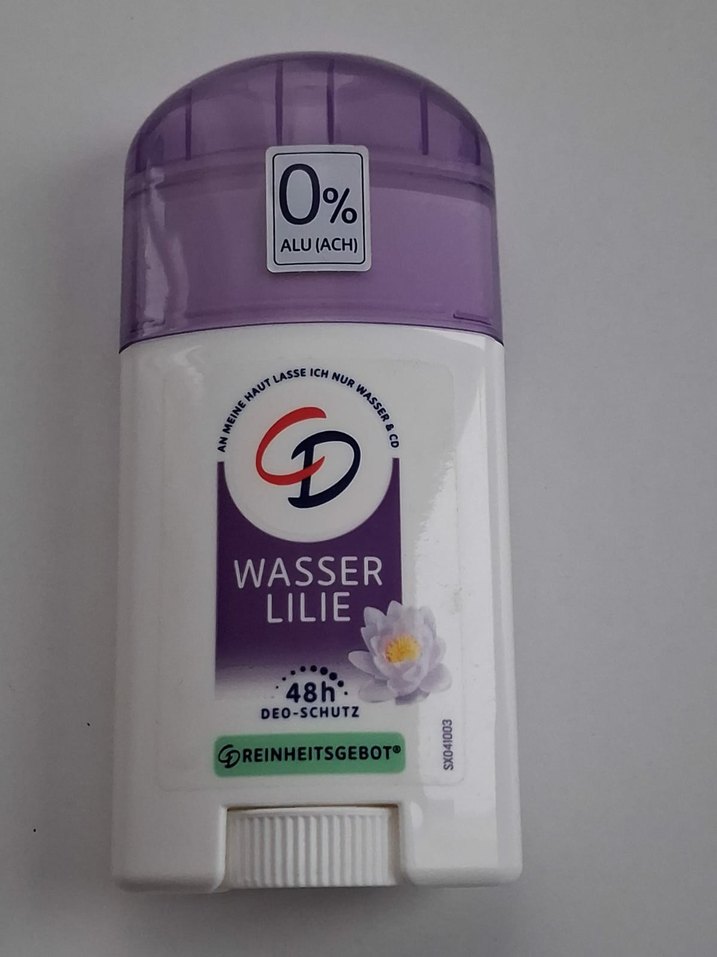 0%
ALU (ACH)
AN MEINE HAUT LASSE ICH NUR WASSER & CD
CD
WASSER
LILIE
48h
DEO-SCHUTZ
CD REINHEITSGEBOT®
SX041003